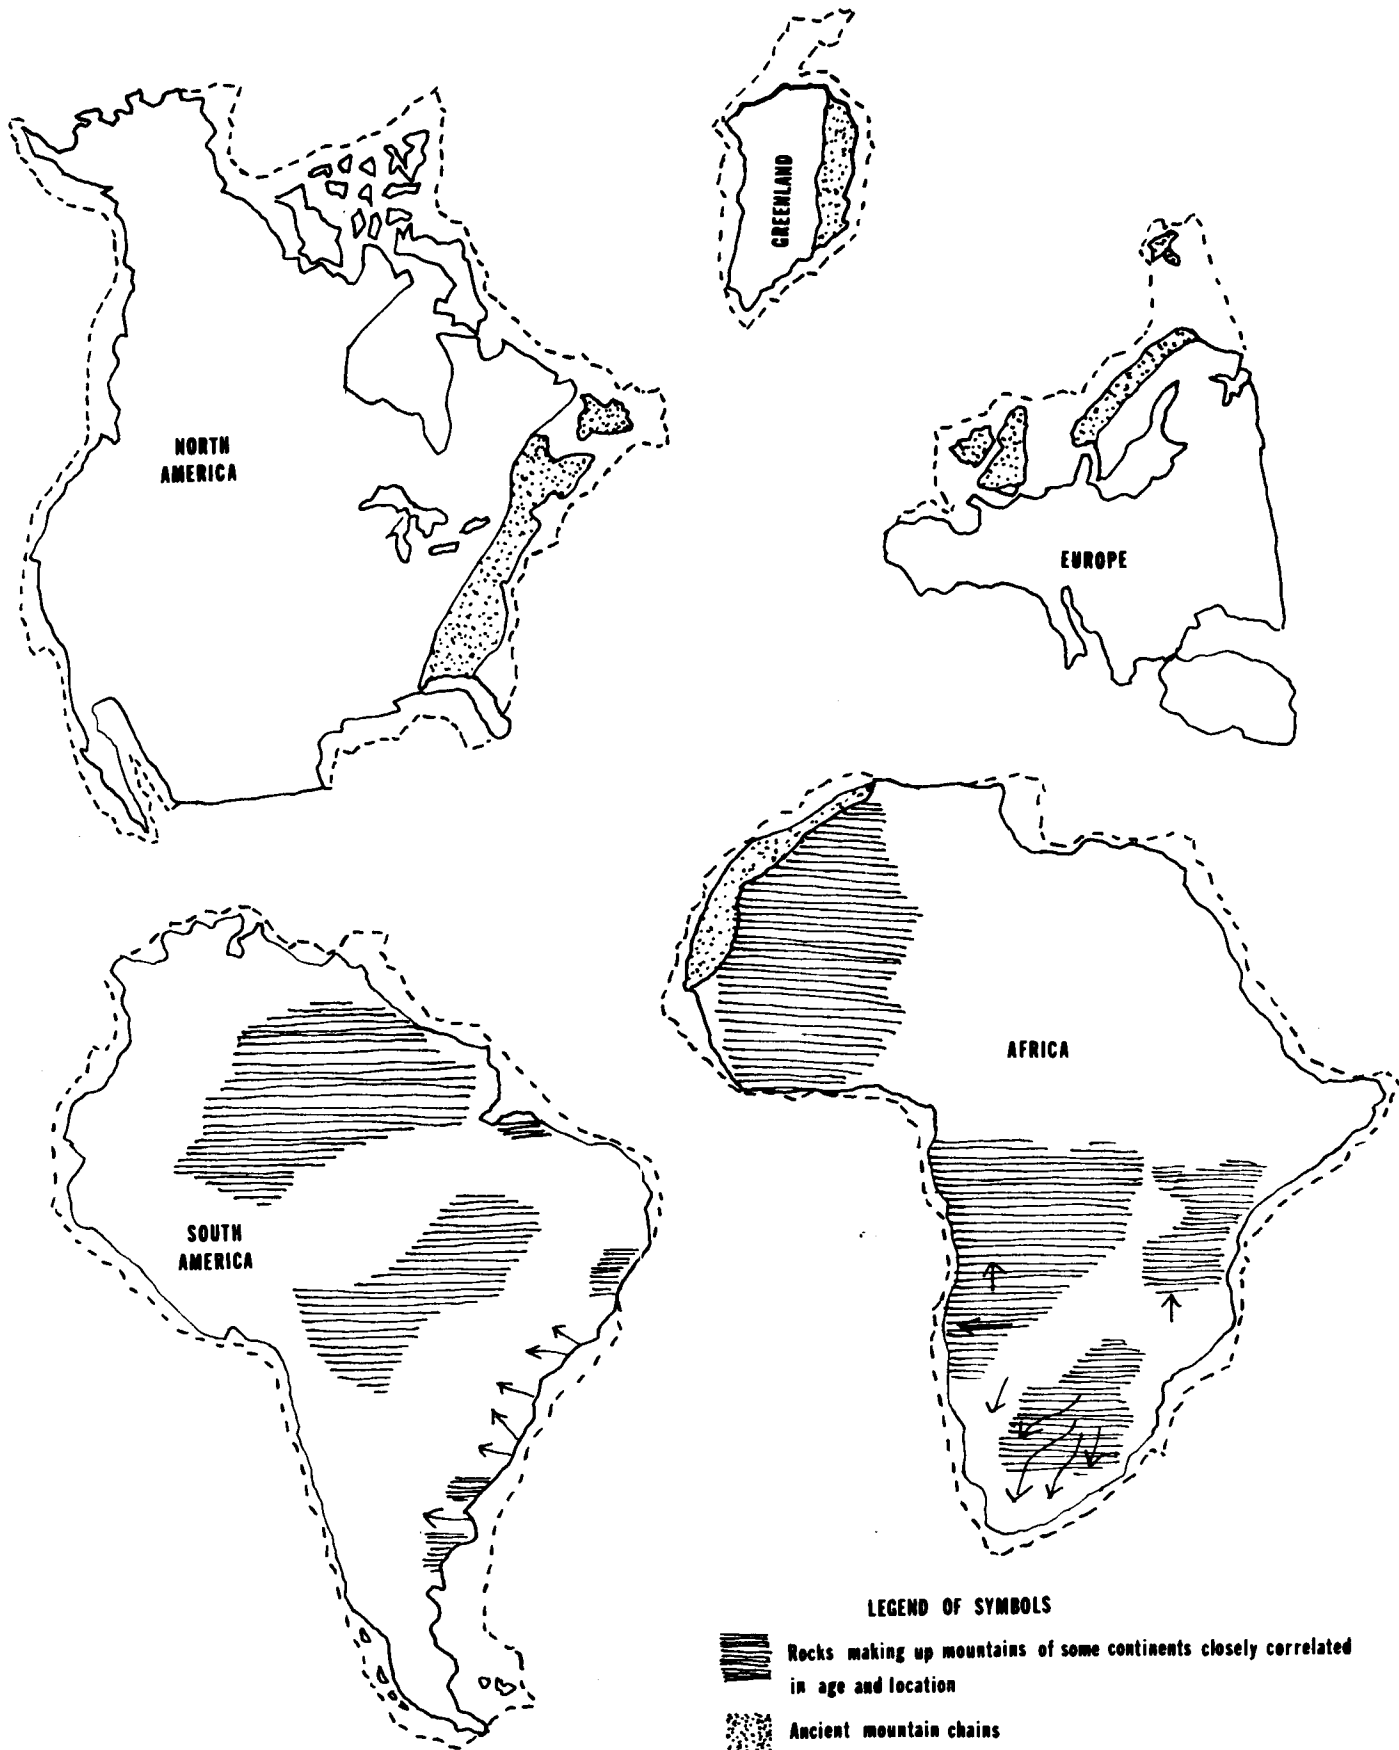 GREENLAND
NORTH
AMERICA
EUROPE
AFRICA
SOUTH
AMERICA
LEGEND OF SYMBOLS
Rocks making up mountains of some continents closely correlated
in age and location
Ancient mountain chains